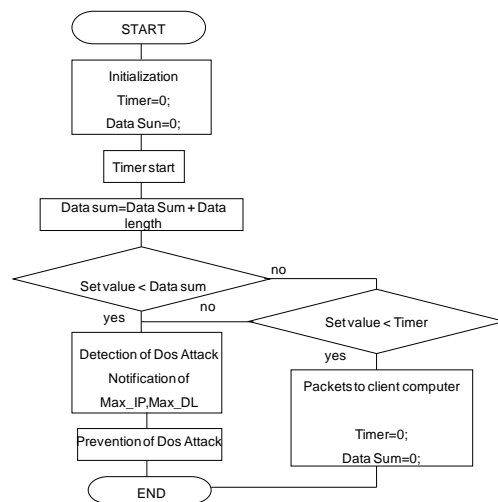 START
Initialization
Timer=0;
Data Sun=0;
Timer start
Data sum=Data Sum + Data
length
Set value < Data sum
no
yes
no
Set value < Timer
yes
Detection of Dos Attack
Notification of
Max_IP,Max_DL
Packets to client computer
Timer=0;
Data Sum=0;
Prevention of Dos Attack
END